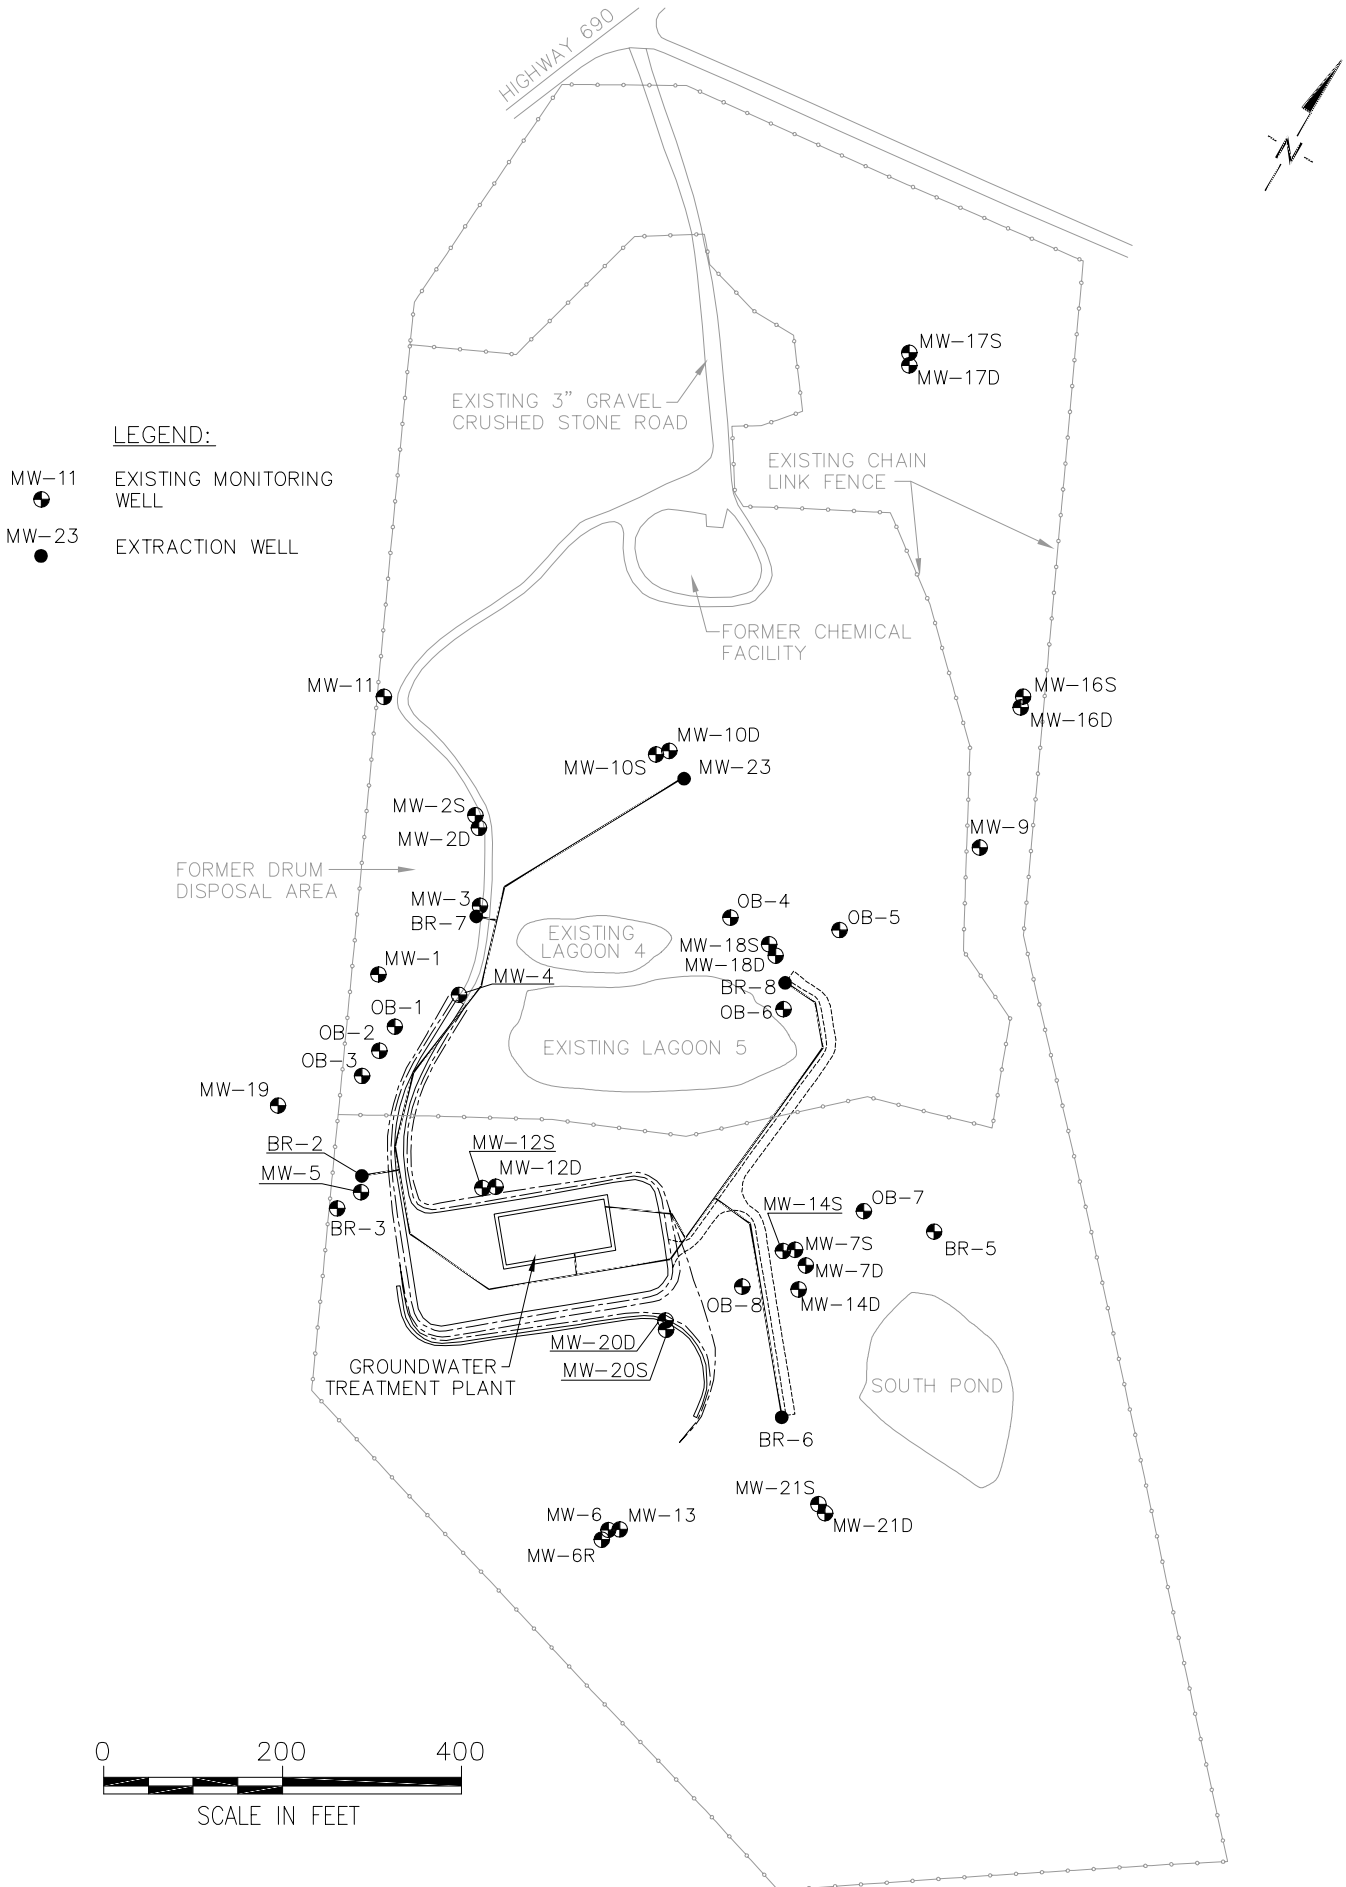 HIGHWAY 690
N
MW-17S
MW-17D
EXISTING 3" GRAVEL
CRUSHED STONE ROAD
LEGEND:
MW-11
EXISTING MONITORING
WELL
MW-23
EXTRACTION WELL
EXISTING CHAIN
LINK FENCE
FORMER CHEMICAL
FACILITY
MW-11
MW-16S
MW-16D
MW-10D
MW-10S
MW-23
MW-2S
MW-2D
MW-9
FORMER DRUM
DISPOSAL AREA
MW-3
BR-7
OB-4
OB-5
EXISTING
LAGOON 4
MW-18S
MW-18D
MW-1
MW-4
BR-8
OB-6
OB-1
OB-2
OB-3
EXISTING LAGOON 5
MW-19
BR-2
MW-5
BR-3
MW-12S
MW-12D
MW-14S
OB-7
MW-7S
BR-5
MW-7D
OB-8
MW-14D
MW-20D
MW-20S
GROUNDWATER
TREATMENT PLANT
SOUTH POND
BR-6
MW-21S
MW-21D
MW-6
MW-13
MW-6R
0 200 400
SCALE IN FEET